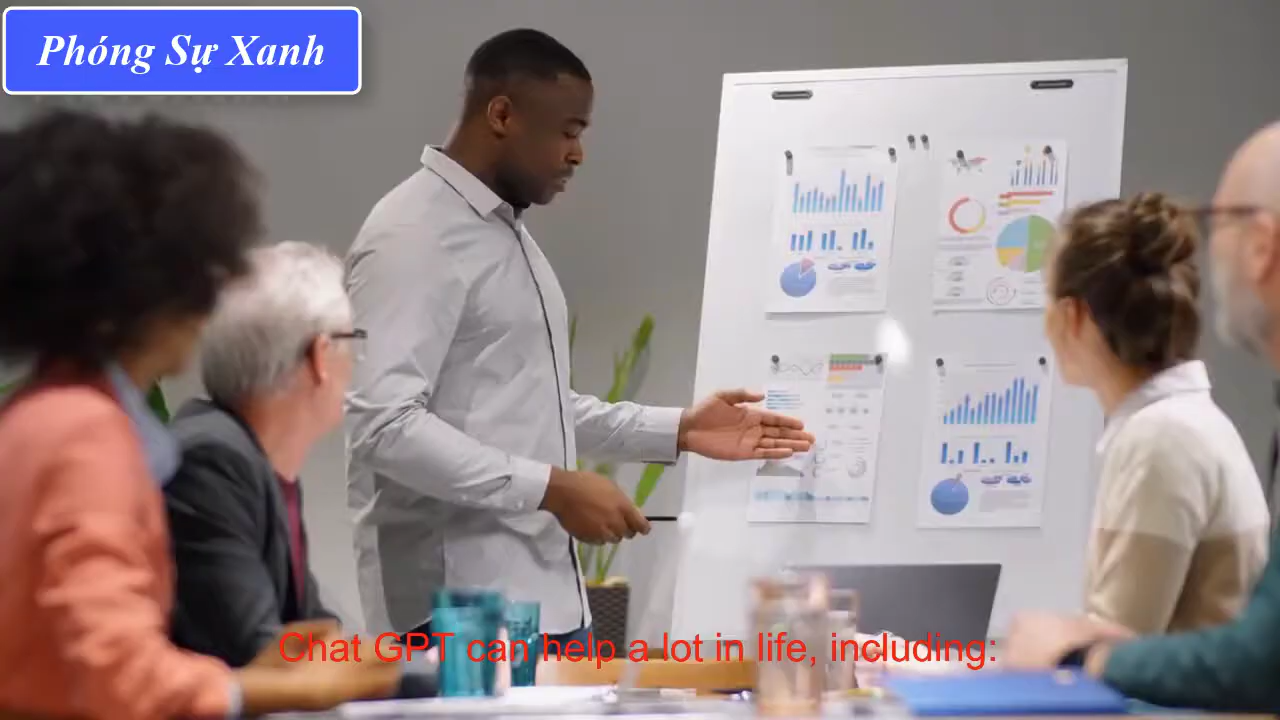 Phóng Sự Xanh
Chat GPT can help a lot in life, including: